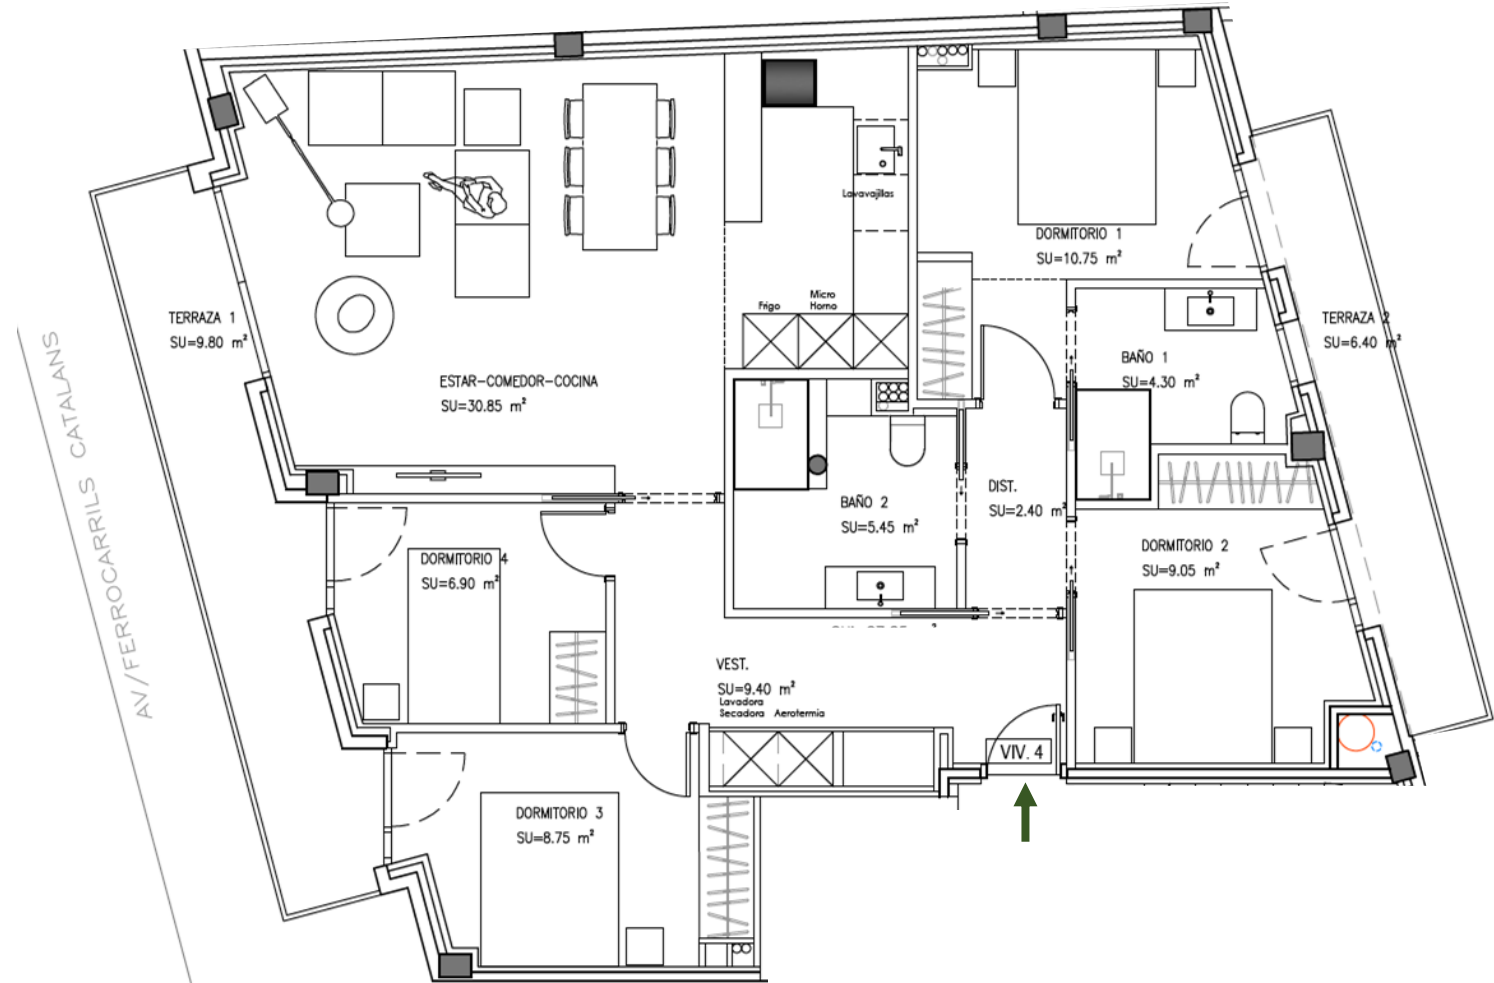 DORMITORIO 1
SU=10.75 m²
Lavavajillas
Frigo
Micro
Horno
TERRAZA 1
SU=9.80 m²
TERRAZA 2
SU=6.40 m²
BAÑO 1
SU=4.30 m²
ESTAR-COMEDOR-COCINA
SU=30.85 m²
AV/FERROCARRILS CATALANS
DIST.
SU=2.40 m²
BAÑO 2
SU=5.45 m²
DORMITORIO 2
SU=9.05 m²
DORMITORIO 4
SU=6.90 m²
VEST.
SU=9.40 m²
Lavadora
Secadora Aerotermia
VIV. 4
DORMITORIO 3
SU=8.75 m²